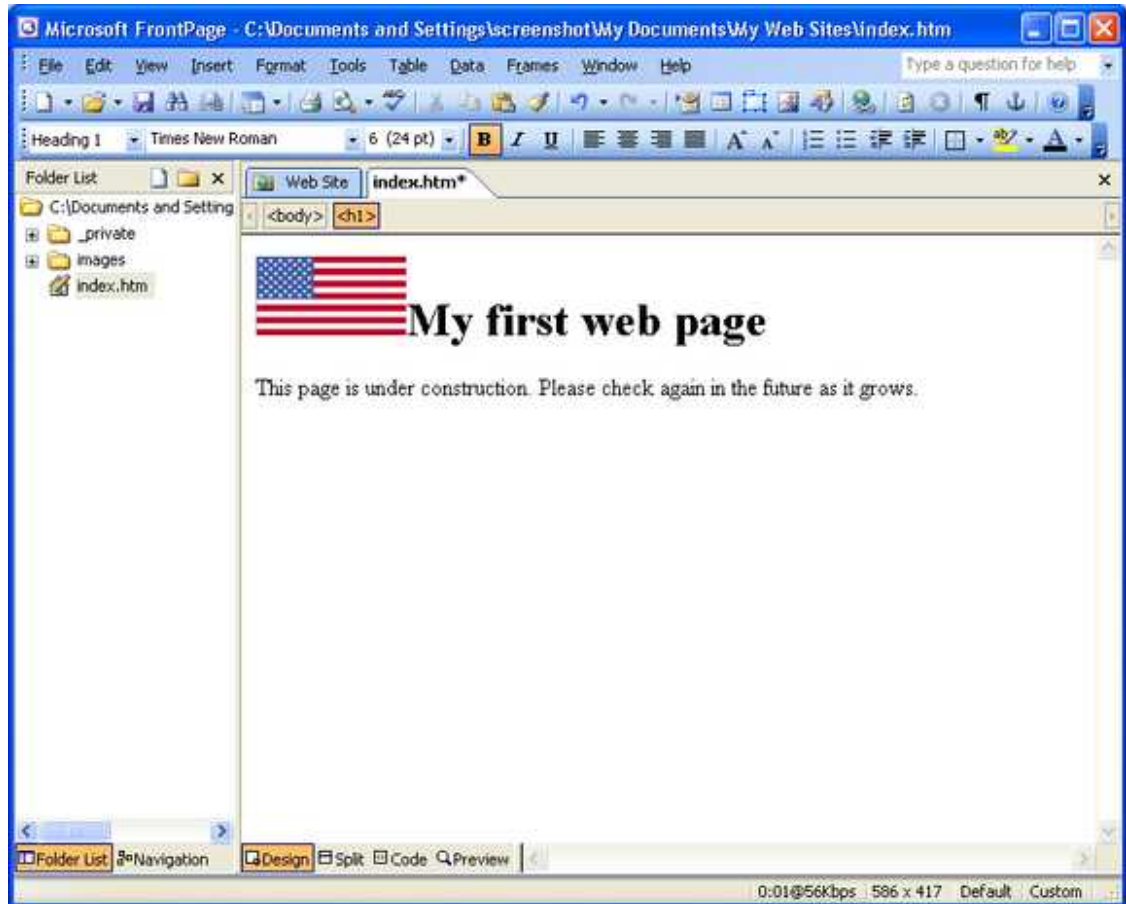 Microsoft FrontPage - C:\Documents and Settings\screenshot\My Documents\My Web Sites\index.htm
File Edit View Insert Format Tools Table Data Frames Window Help Type a question for help
Heading 1 Times New Roman 6 (24 pt) B I U A A A
Folder List Web Site index.htm*
C:\Documents and Setting <body> <h1>
_private
images
index.htm
My first web page
This page is under construction. Please check again in the future as it grows.
Folder List Navigation Design Split Code Preview
0:01@56Kbps 586 x 417 Default Custom